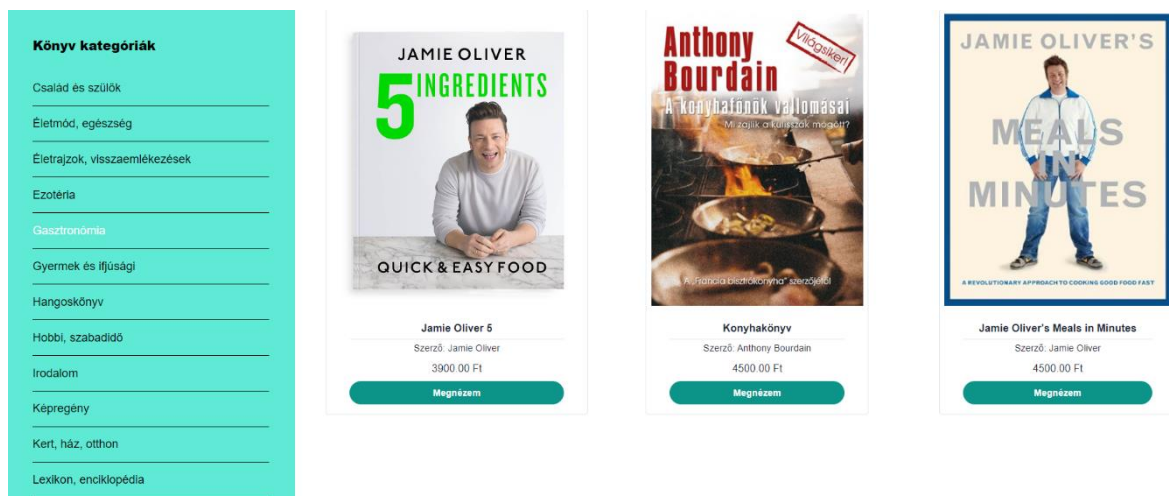 Könyv kategóriák
Család és szülők
Életmód, egészség
Életrajzok, visszaemlékezések
Ezotéria
Gasztronómia
Gyermek és ifjúsági
Hangoskönyv
Hobbi, szabadidő
Irodalom
Képregény
Kert, ház, otthon
Lexikon, enciklopédia
JAMIE OLIVER
5 INGREDIENTS
QUICK & EASY FOOD
Jamie Oliver 5
Szerző: Jamie Oliver
3900.00 Ft
Megnézem
Anthony
Bourdain
Világsiker!
A konyhafőnök vallomásai
Mi zajlik a kulisszák mögött?
A „Francia bisztrókonyha” szerzőjétől
Konyhakönyv
Szerző: Anthony Bourdain
4500.00 Ft
Megnézem
JAMIE OLIVER'S
MEALS
IN
MINUTES
A REVOLUTIONARY APPROACH TO COOKING GOOD FOOD FAST
Jamie Oliver's Meals in Minutes
Szerző: Jamie Oliver
4500.00 Ft
Megnézem